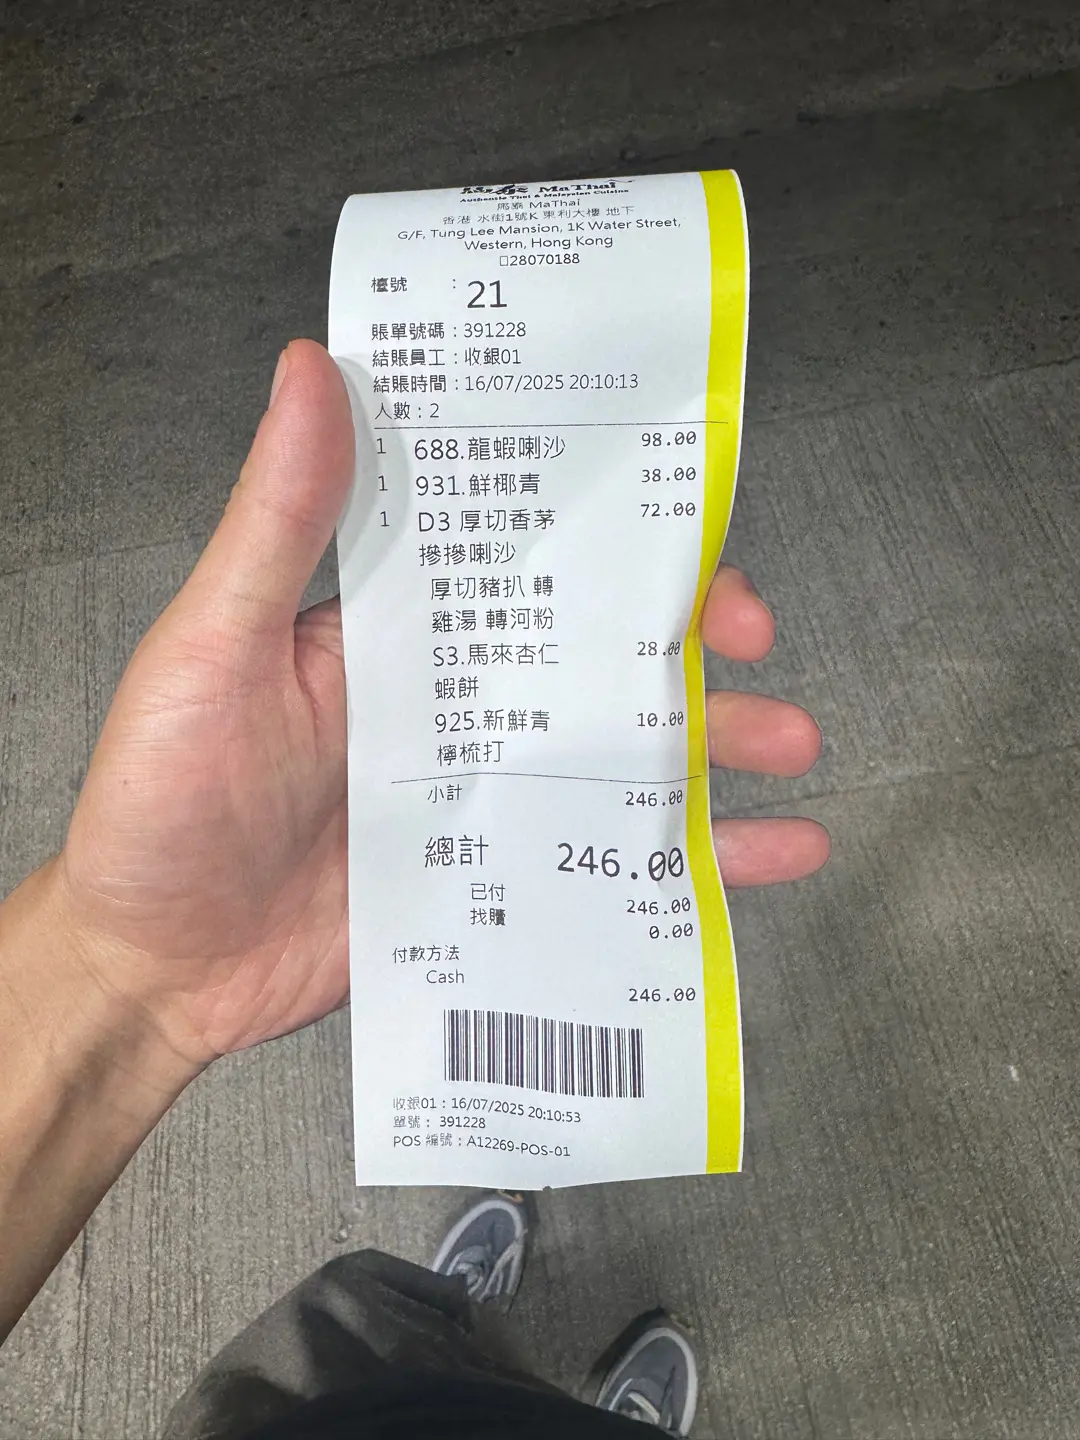 MaThai
Authentic Thai & Malaysian Cuisine
馬泰 MaThai
香港 水街1號K 東利大樓 地下
G/F, Tung Lee Mansion, 1K Water Street,
Western, Hong Kong
28070188
檯號 : 21
賬單號碼 : 391228
結賬員工 : 收銀01
結賬時間 : 16/07/2025 20:10:13
人數 : 2
1 688.龍蝦喇沙 98.00
1 931.鮮椰青 38.00
1 D3 厚切香茅 72.00
摻摻喇沙
厚切豬扒 轉
雞湯 轉河粉
S3.馬來杏仁 28.00
蝦餅
925.新鮮青 10.00
檸梳打
小計 246.00
總計 246.00
已付 246.00
找贖 0.00
付款方法
Cash
246.00
收銀01 : 16/07/2025 20:10:53
單號 : 391228
POS 編號 : A12269-POS-01